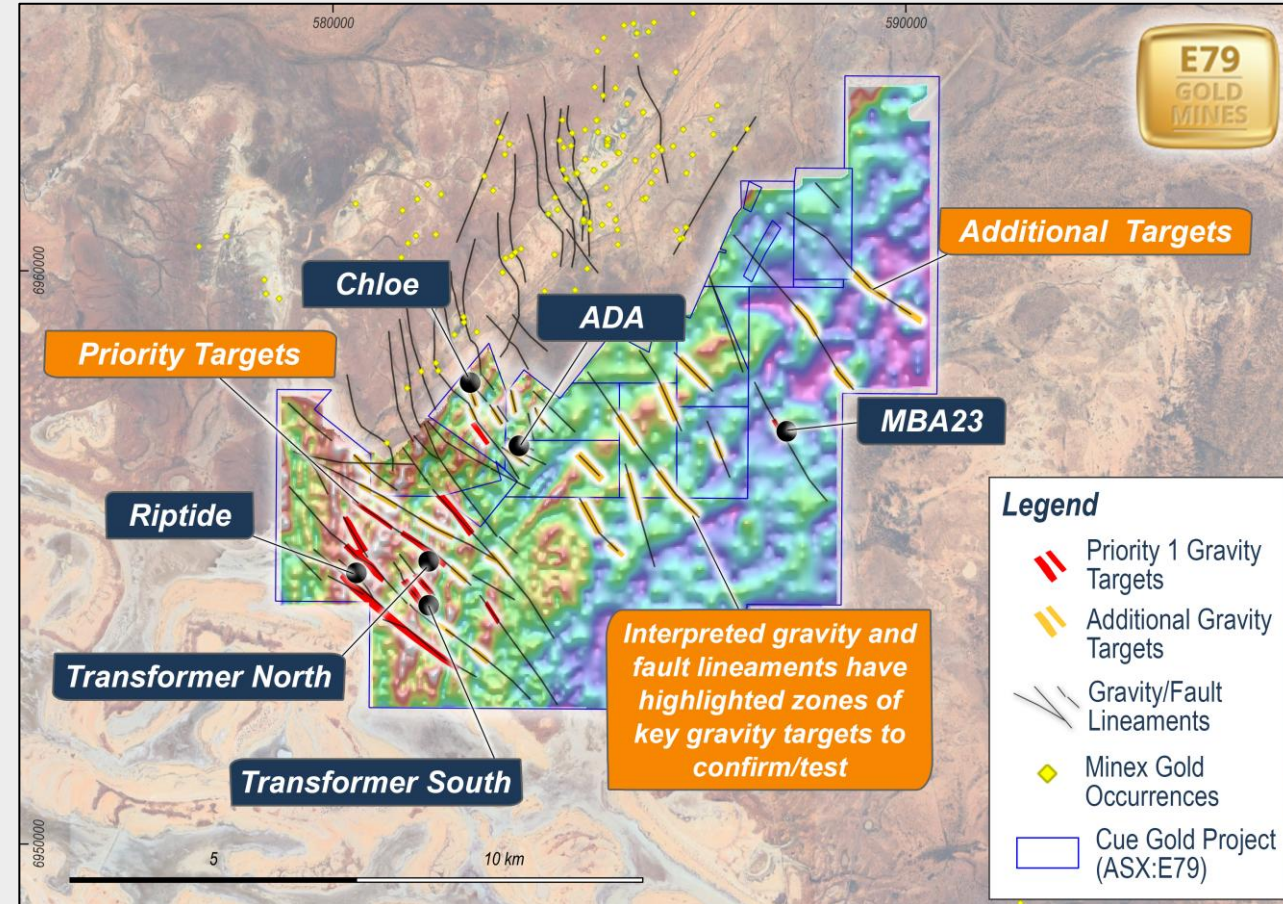 580000
590000
E79
GOLD
MINES
6960000
Additional Targets
Chloe
ADA
Priority Targets
MBA23
Riptide
Transformer North
Transformer South
Interpreted gravity and
fault lineaments have
highlighted zones of
key gravity targets to
confirm/test
Legend
Priority 1 Gravity
Targets
Additional Gravity
Targets
Gravity/Fault
Lineaments
Minex Gold
Occurrences
Cue Gold Project
(ASX:E79)
6950000
5
10 km